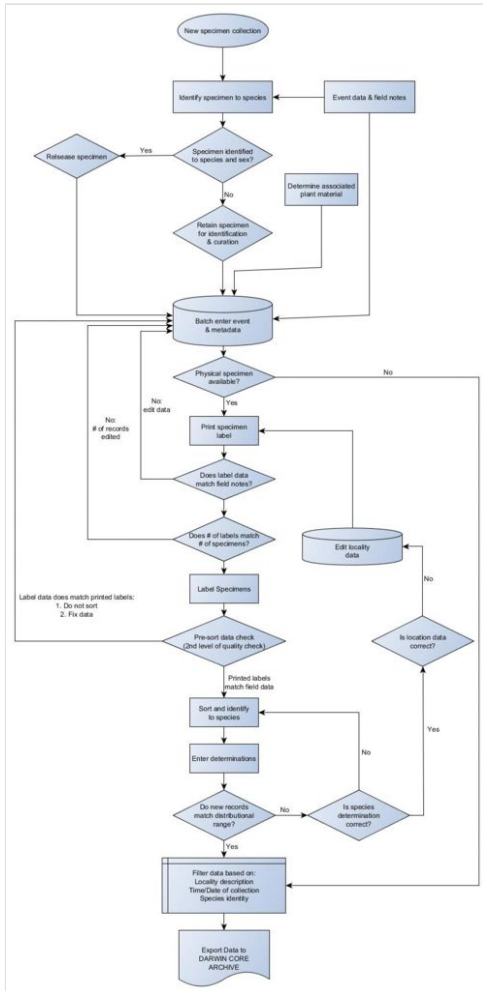 New specimen collection
Identify specimen to species
Event data & field notes
Specimen identified
to species and sex?
Yes
Relsease specimen
No
Determine associated
plant material
Retain specimen
for identification
& curation
Batch enter event
& metadata
Physical specimen
available?
No
Yes
No:
edit data
No:
# of records
edited
Print specimen
label
Does label data
match field notes?
Does # of labels match
# of specimens?
Edit locality
data
No
Label Specimens
Label data does match printed labels:
1. Do not sort
2. Fix data
Pre-sort data check
(2nd level of quality check)
Is location data
correct?
Printed labels
match field data
Sort and identify
to species
Yes
No
Enter determinations
Do new records
match distributional
range?
No
Is species
determination
correct?
Yes
Filter data based on:
Locality description
Time/Date of collection
Species identity
Export Data to
DARWIN CORE
ARCHIVE